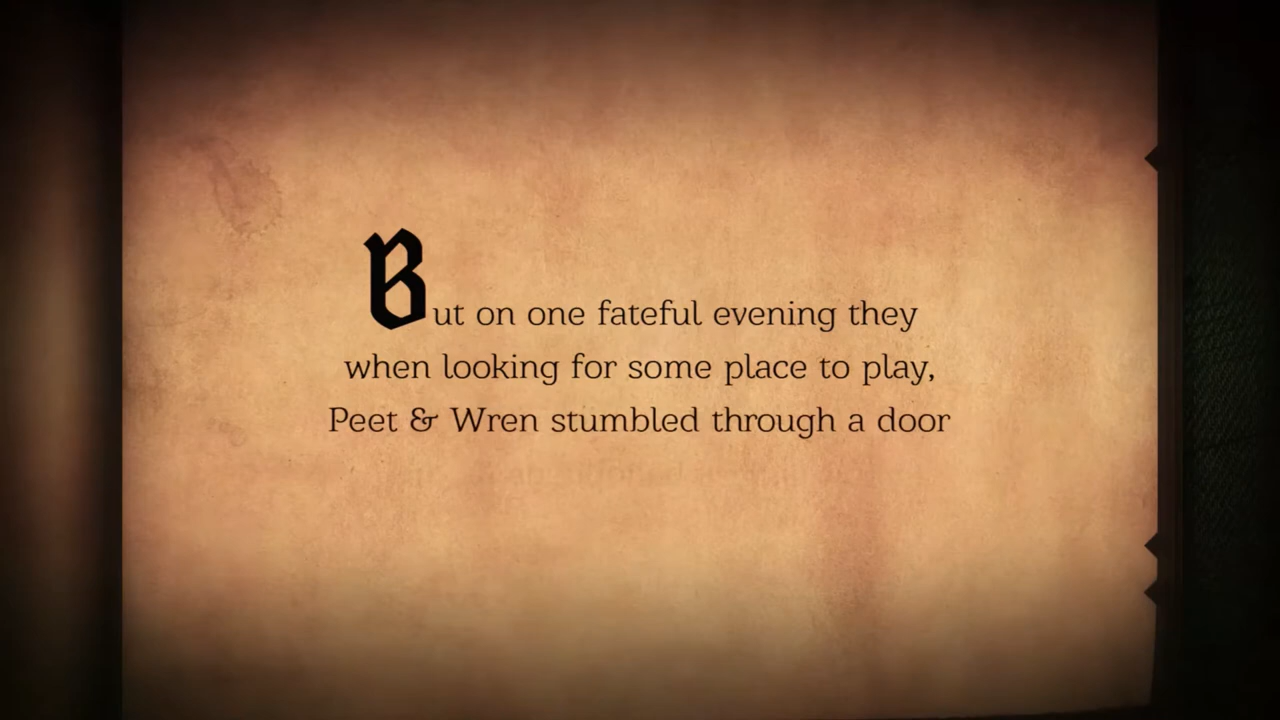 But on one fateful evening they
when looking for some place to play,
Peet & Wren stumbled through a door